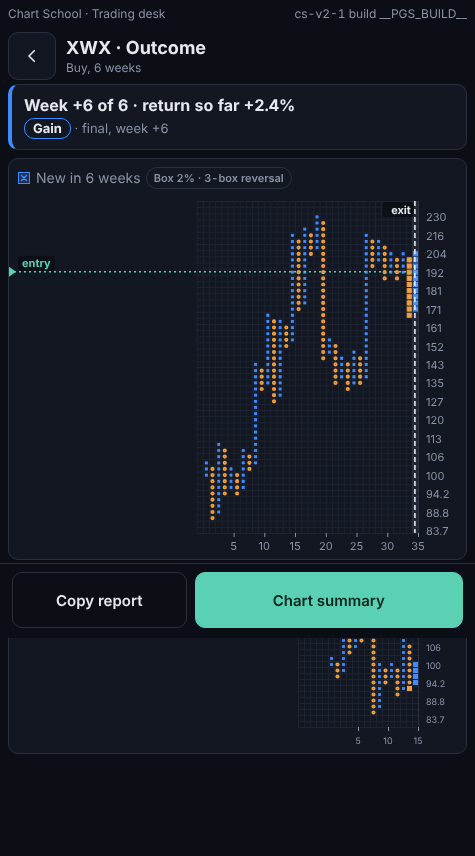 Chart School · Trading desk
cs-v2-1 build __PGS_BUILD__
XWX · Outcome
Buy, 6 weeks
Week +6 of 6 · return so far +2.4%
Gain · final, week +6
New in 6 weeks
Box 2% · 3-box reversal
exit
230
216
204
entry
192
181
171
161
152
143
135
127
120
113
106
100
94.2
88.8
83.7
5 10 15 20 25 30 35
Copy report
Chart summary
106
100
94.2
88.8
83.7
5 10 15